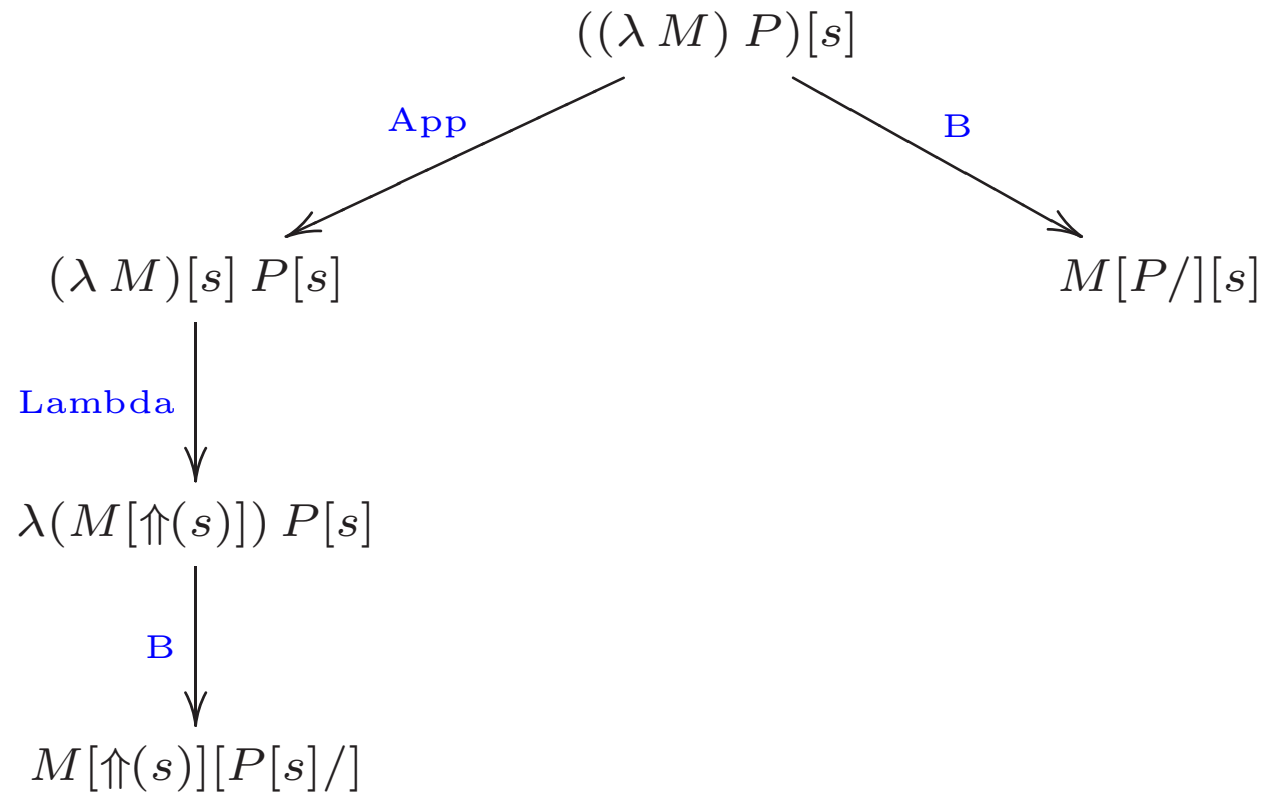 ((λ M) P)[s]
App
B
(λ M)[s] P[s]
M[P/][s]
Lambda
λ(M[⇑(s)]) P[s]
B
M[⇑(s)][P[s]/]